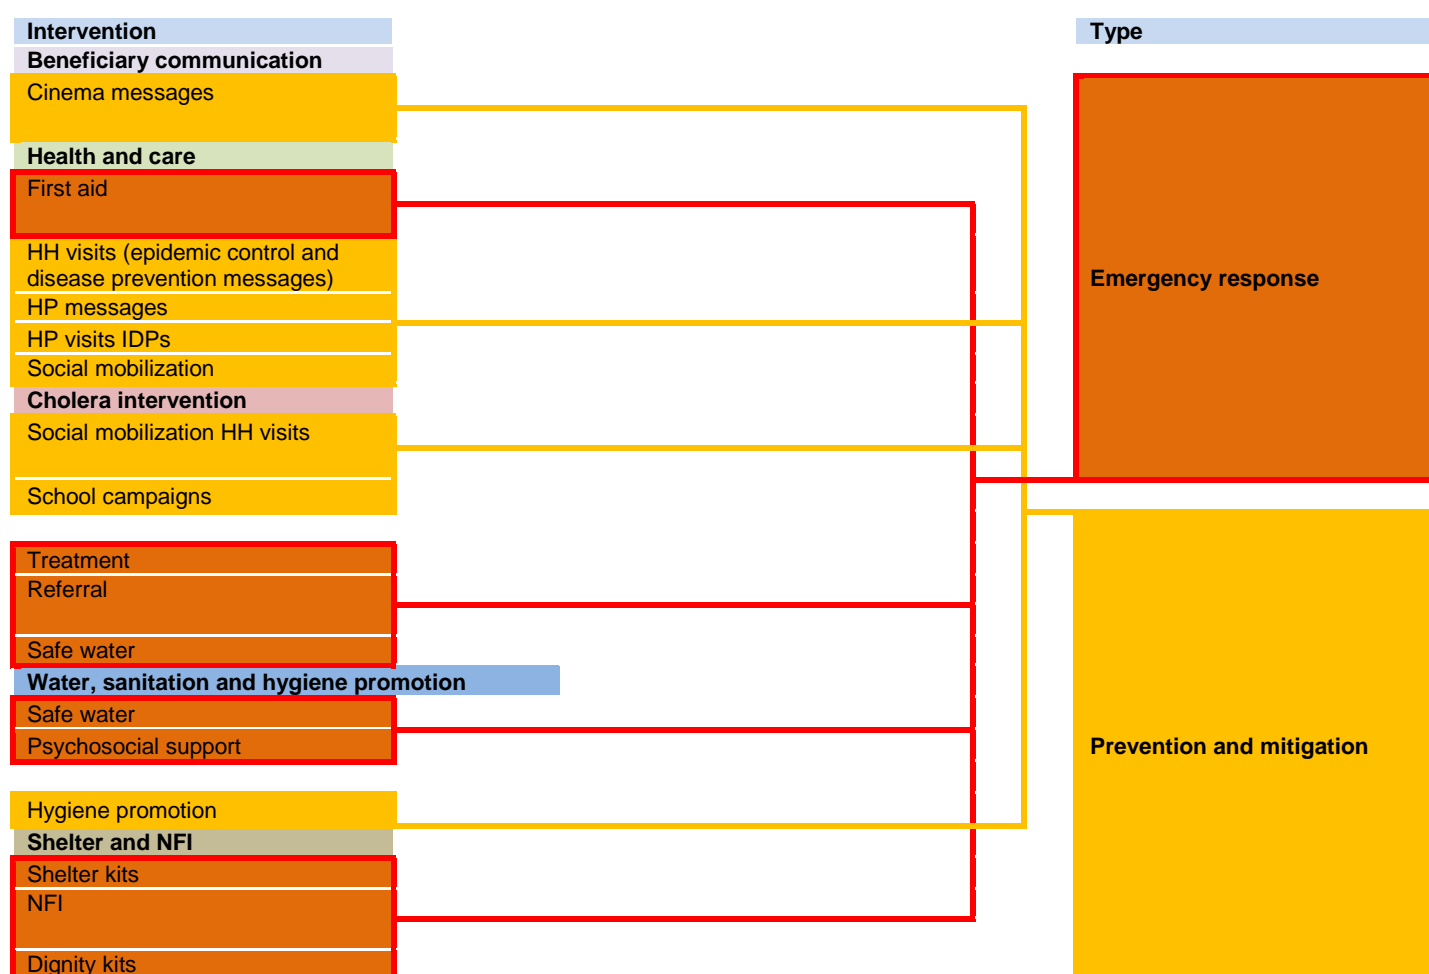 Intervention
Type
Beneficiary communication
Cinema messages
Health and care
First aid
HH visits (epidemic control and
disease prevention messages)
Emergency response
HP messages
HP visits IDPs
Social mobilization
Cholera intervention
Social mobilization HH visits
School campaigns
Treatment
Referral
Safe water
Water, sanitation and hygiene promotion
Safe water
Psychosocial support
Prevention and mitigation
Hygiene promotion
Shelter and NFI
Shelter kits
NFI
Dignity kits